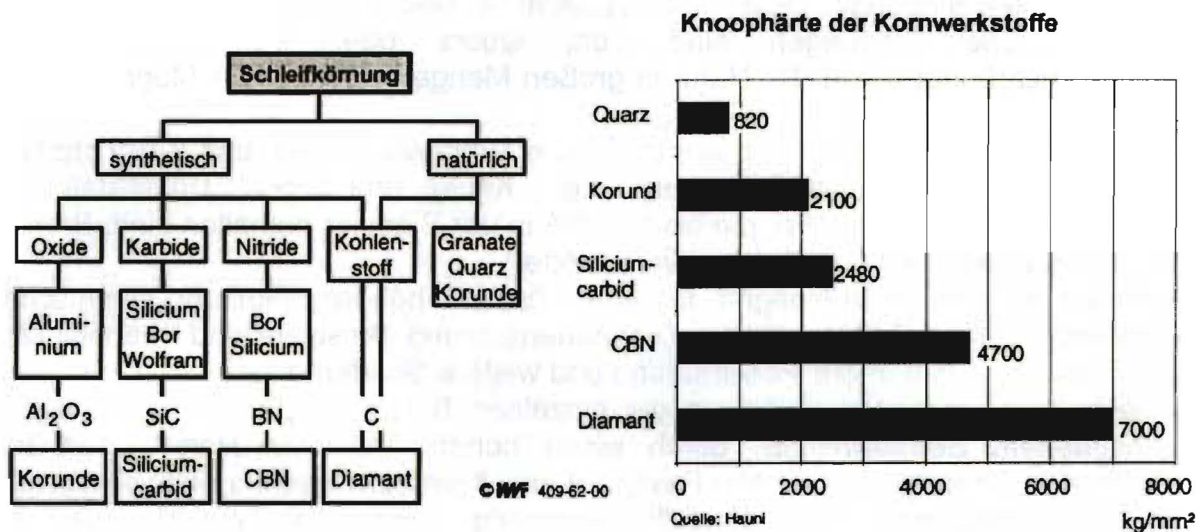 Schleifkörnung
synthetisch
natürlich
Oxide
Karbide
Nitride
Kohlen-
stoff
Granate
Quarz
Korunde
Alumi-
nium
Silicium
Bor
Wolfram
Bor
Silicium
Al₂O₃
SiC
BN
C
Korunde
Silicium-
carbid
CBN
Diamant
© IWF 409-62-00
Knoophärte der Kornwerkstoffe
Quarz
820
Korund
2100
Silicium-
carbid
2480
CBN
4700
Diamant
7000
0 2000 4000 6000 8000
Quelle: Hauni
kg/mm²